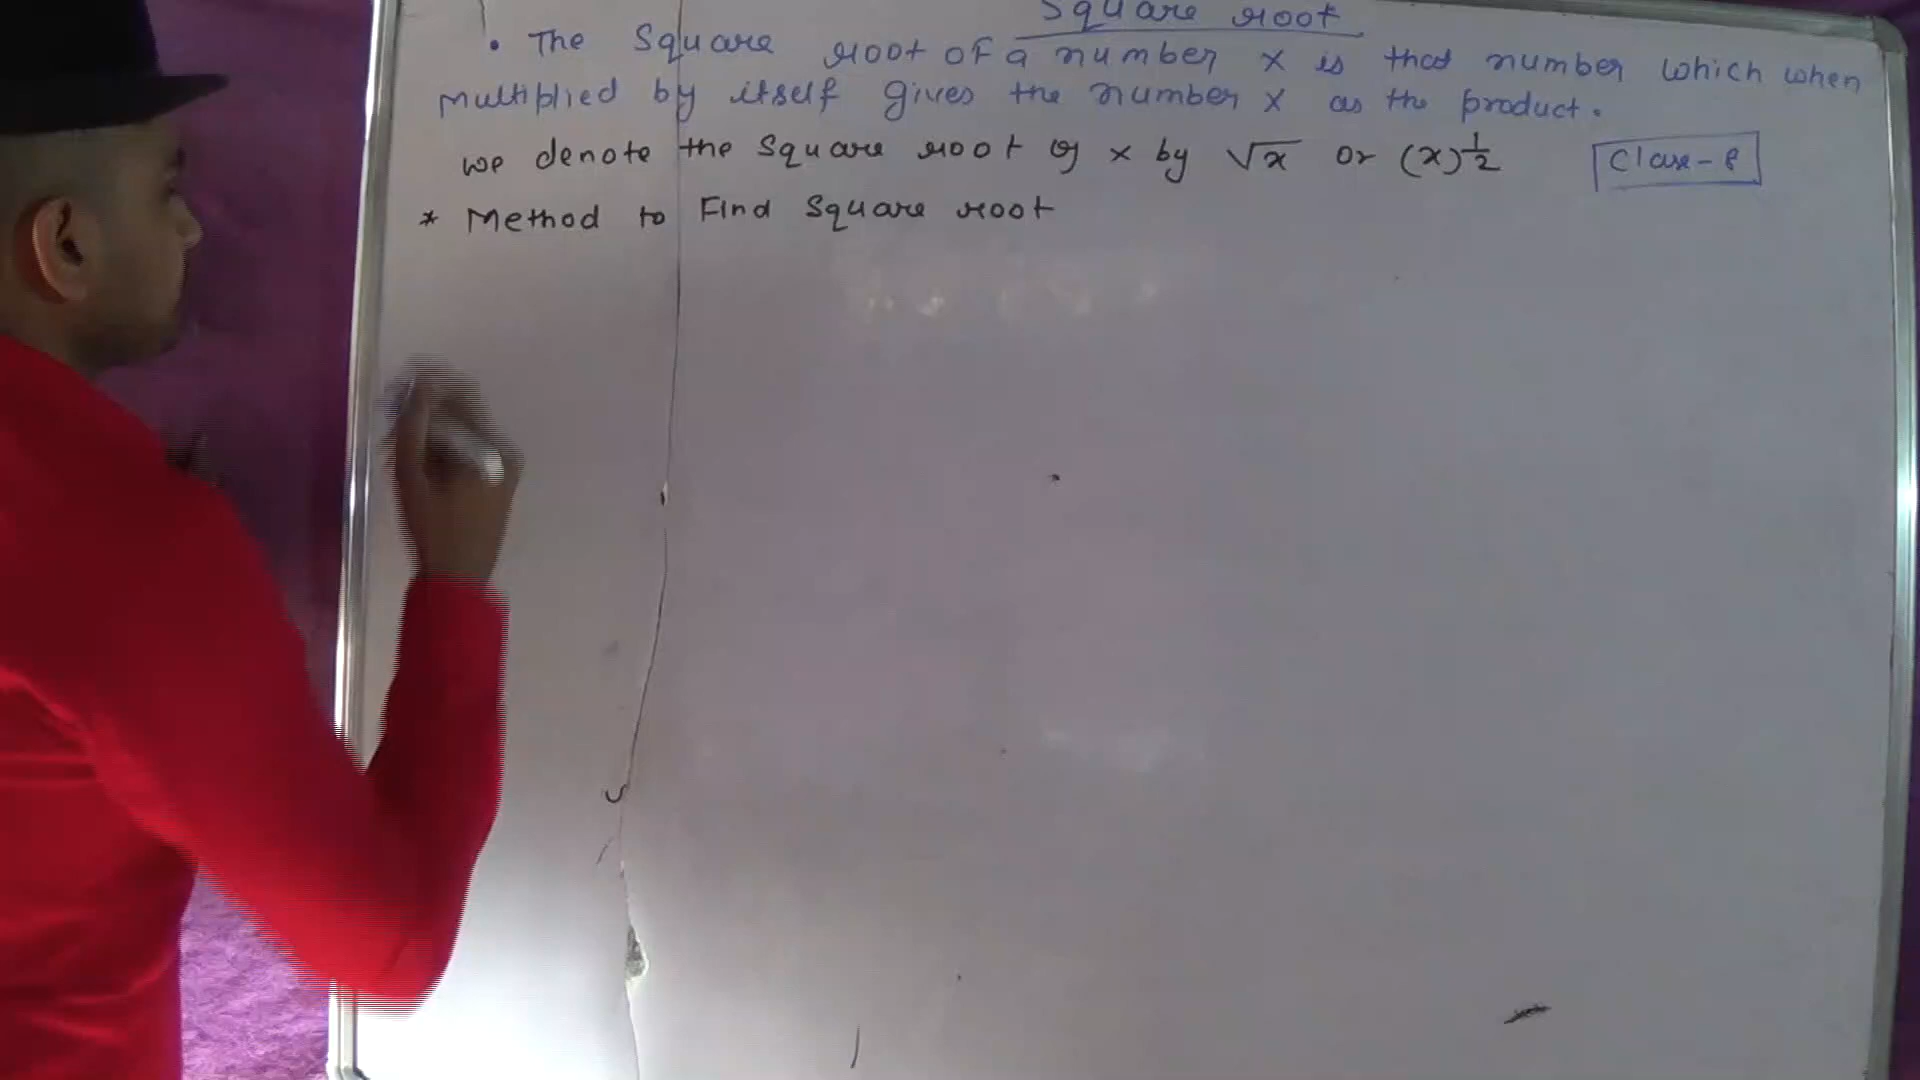 Square root
• The Square root of a number x is that number which when
multiplied by itself gives the number x as the product.
we denote the square root of x by √x or (x)^1/2
Class-8
* Method to Find Square root